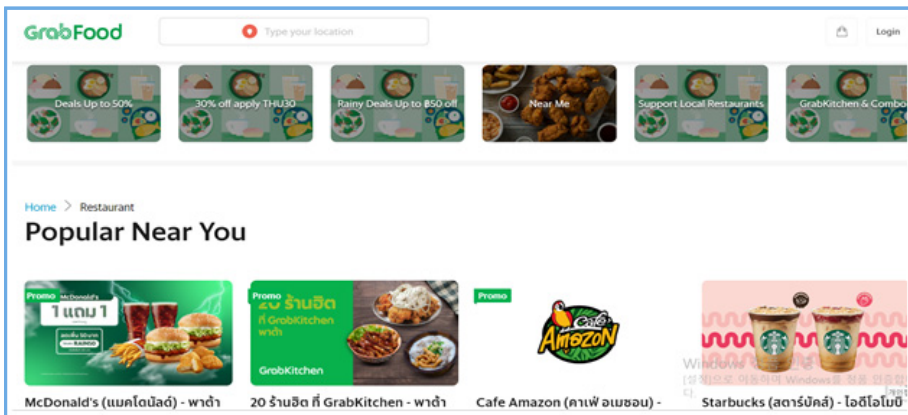 GrabFood
Type your location
Login
Deals Up to 50%
30% off apply THU30
Rainy Deals Up to ฿50 off
Near Me
Support Local Restaurants
GrabKitchen & Combo
Home > Restaurant
Popular Near You
Promo
McDonald's
1 แถม 1
Promo
20 ร้านฮิต
ที่ GrabKitchen
พาต้า
GrabKitchen
Promo
Café
Amazon
Windows
McDonald's (แมคโดนัลด์) - พาต้า
20 ร้านฮิต ที่ GrabKitchen - พาต้า
Cafe Amazon (คาเฟ่ อเมซอน) -
Starbucks (สตาร์บัคส์) - ไอดีโอโมบิ